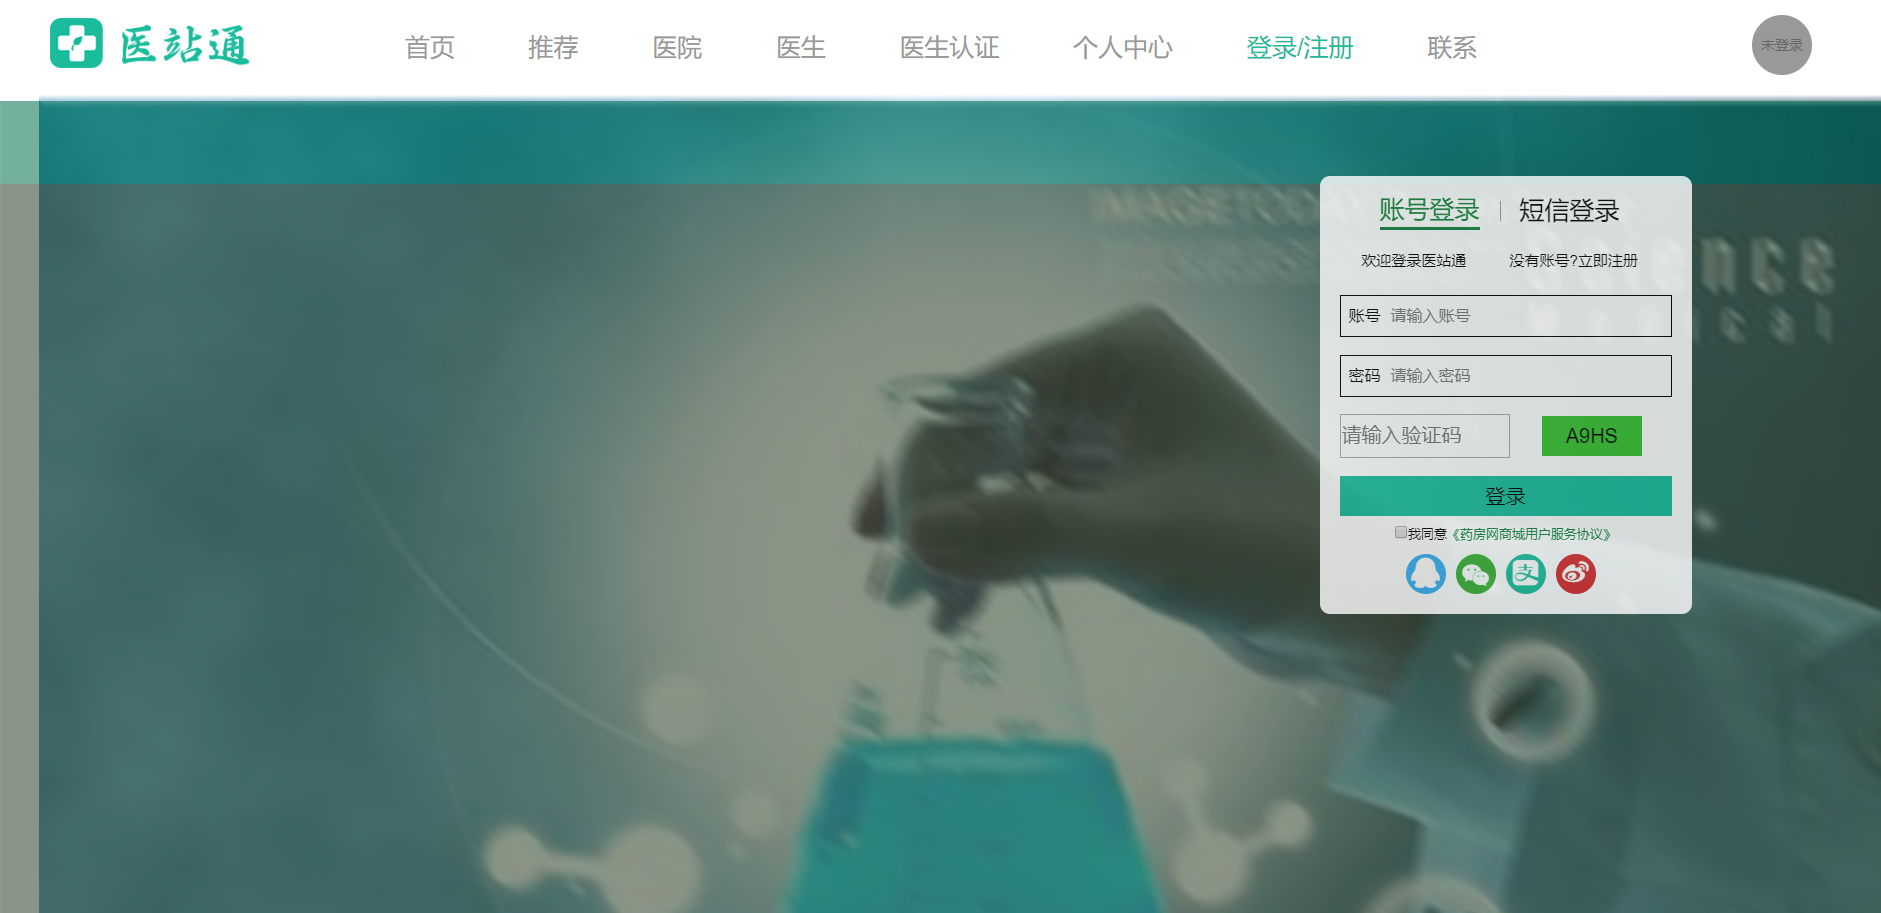 医站通
首页 推荐 医院 医生 医生认证 个人中心 登录/注册 联系
未登录
账号登录 | 短信登录
欢迎登录医站通 没有账号?立即注册
账号 请输入账号
密码 请输入密码
请输入验证码 A9HS
登录
我同意《药房网商城用户服务协议》
支